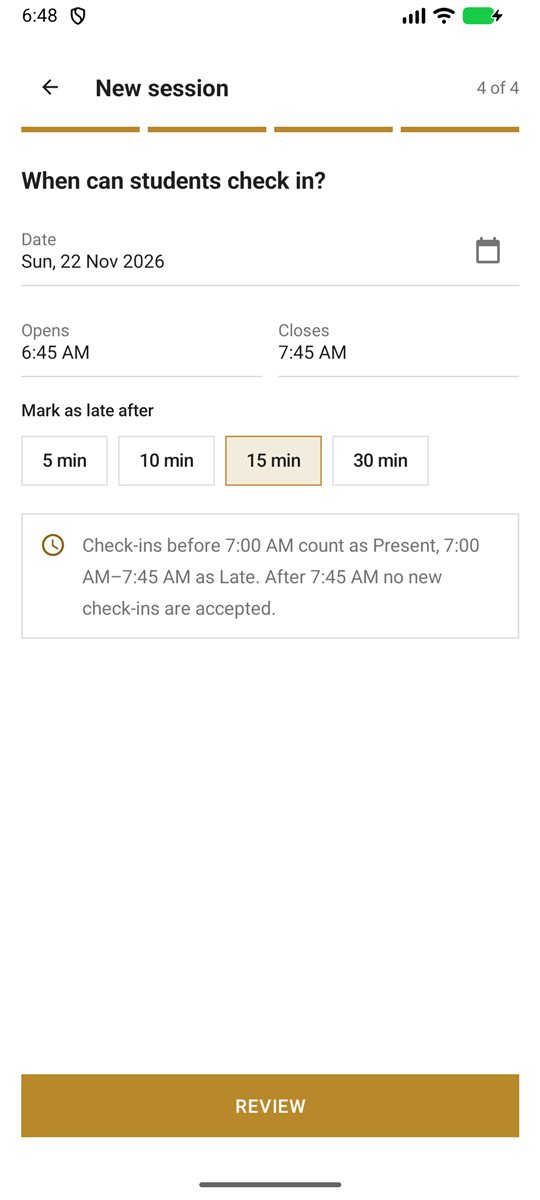 6:48
New session
4 of 4
When can students check in?
Date
Sun, 22 Nov 2026
Opens
Closes
6:45 AM
7:45 AM
Mark as late after
5 min
10 min
15 min
30 min
Check-ins before 7:00 AM count as Present, 7:00
AM–7:45 AM as Late. After 7:45 AM no new
check-ins are accepted.
REVIEW